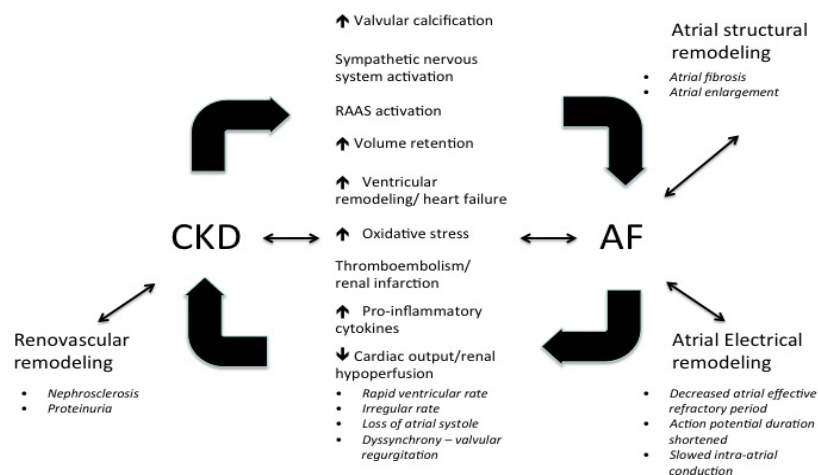 ↑ Valvular calcification
Sympathetic nervous
system activation
RAAS activation
↑ Volume retention
↑ Ventricular
remodeling/ heart failure
↑ Oxidative stress
Thromboembolism/
renal infarction
↑ Pro-inflammatory
cytokines
↓ Cardiac output/renal
hypoperfusion
• Rapid ventricular rate
• Irregular rate
• Loss of atrial systole
• Dyssynchrony – valvular
regurgitation
CKD
AF
Renovascular
remodeling
• Nephrosclerosis
• Proteinuria
Atrial structural
remodeling
• Atrial fibrosis
• Atrial enlargement
Atrial Electrical
remodeling
• Decreased atrial effective
refractory period
• Action potential duration
shortened
• Slowed intra-atrial
conduction